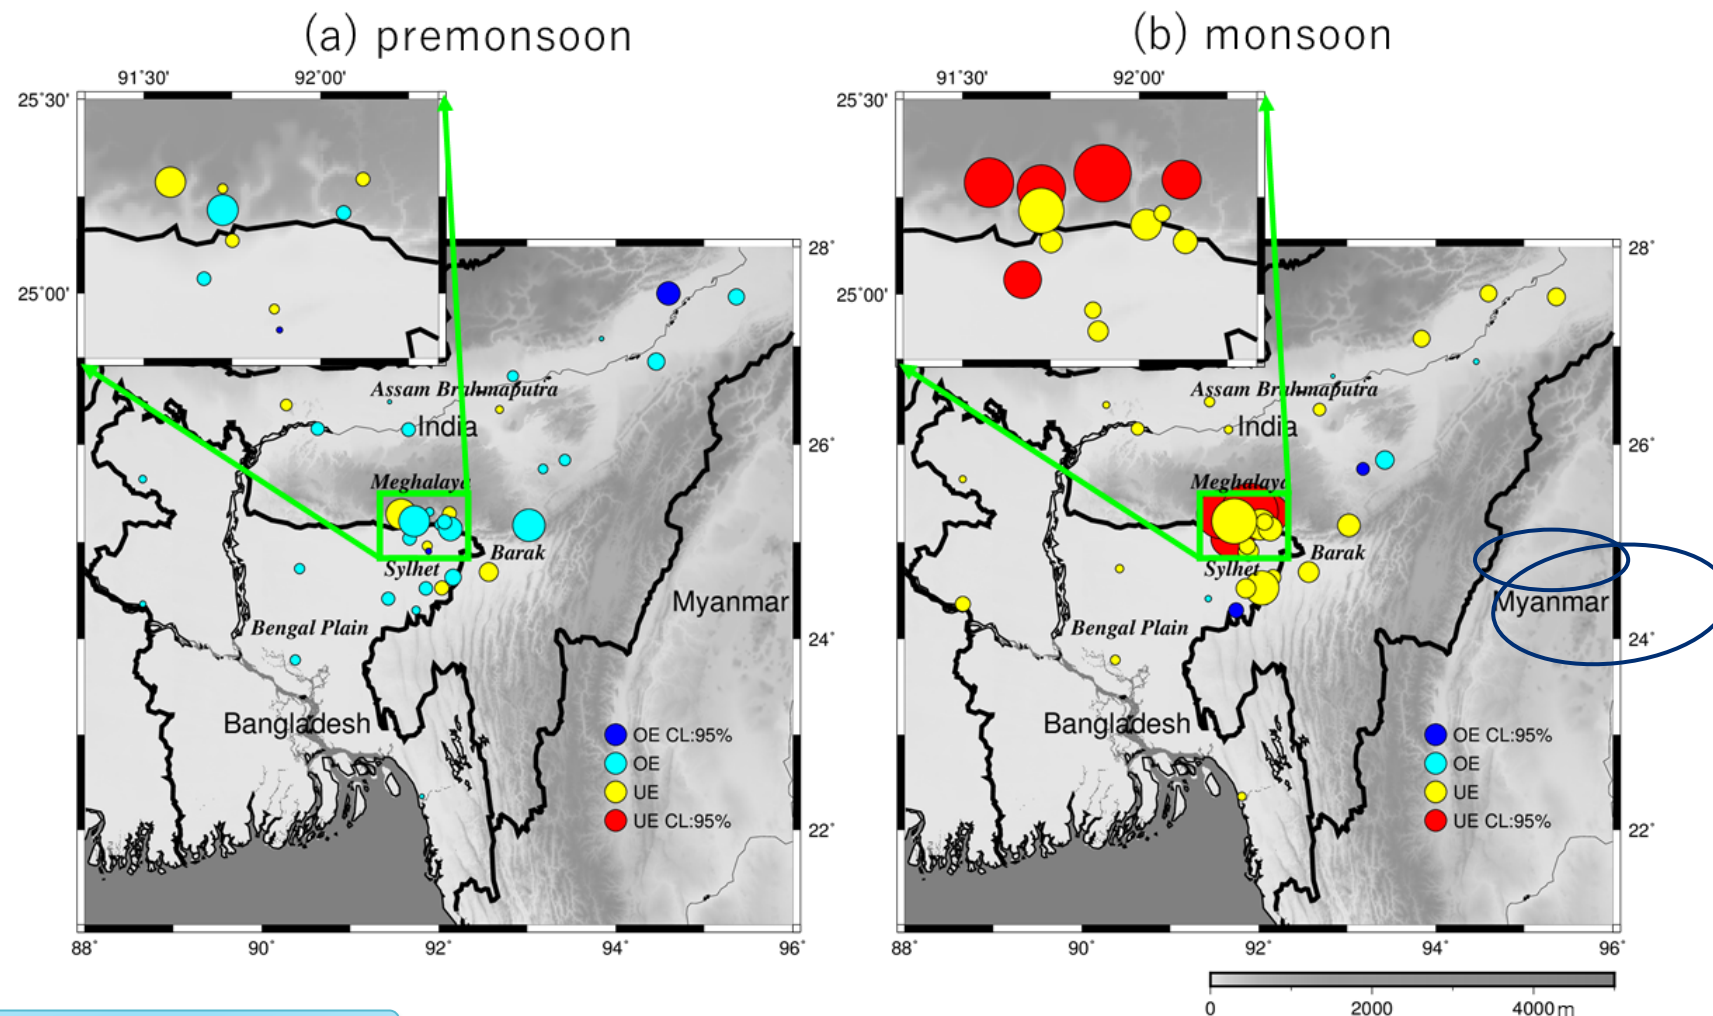 (a) premonsoon
91°30' 92°00'
25°30'
25°00'
28°
26°
24°
22°
Assam Brahmaputra
India
Meghalaya
Barak
Sylhet
Myanmar
Bengal Plain
Bangladesh
OE CL:95%
OE
UE
UE CL:95%
88° 90° 92° 94° 96°
(b) monsoon
91°30' 92°00'
25°30'
25°00'
28°
26°
24°
22°
Assam Brahmaputra
India
Meghalaya
Barak
Sylhet
Myanmar
Bengal Plain
Bangladesh
OE CL:95%
OE
UE
UE CL:95%
88° 90° 92° 94° 96°
0 2000 4000 m